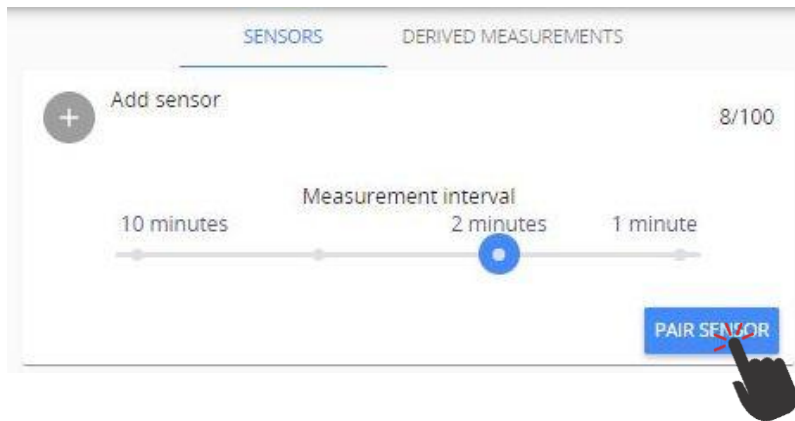 SENSORS DERIVED MEASUREMENTS
Add sensor
8/100
Measurement interval
10 minutes 2 minutes 1 minute
PAIR SENSOR